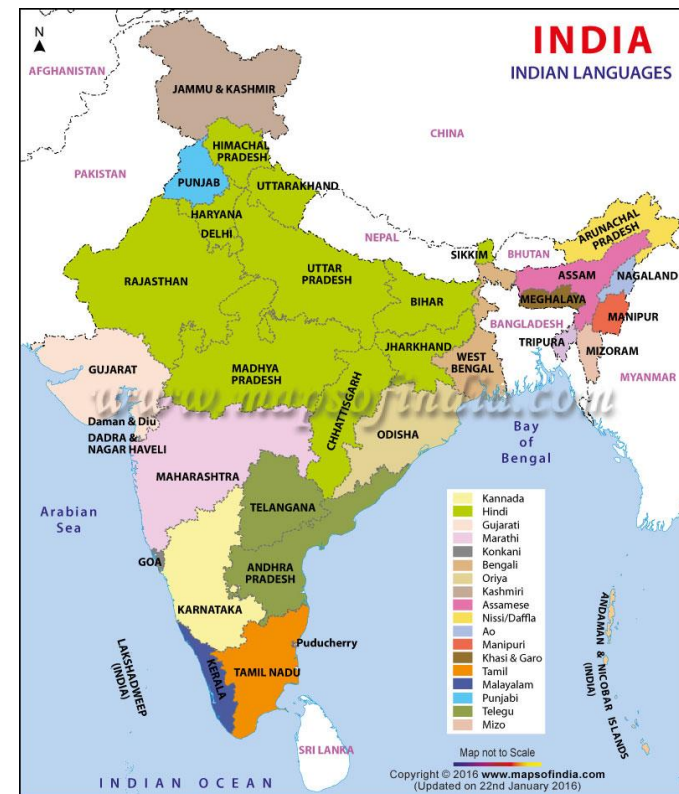 INDIA
INDIAN LANGUAGES
N
AFGHANISTAN
JAMMU & KASHMIR
CHINA
HIMACHAL
PRADESH
PAKISTAN
PUNJAB
UTTARAKHAND
HARYANA
DELHI
ARUNACHAL
PRADESH
NEPAL
SIKKIM
BHUTAN
RAJASTHAN
UTTAR
PRADESH
ASSAM
NAGALAND
BIHAR
MEGHALAYA
MANIPUR
BANGLADESH
TRIPURA
MIZORAM
JHARKHAND
WEST
BENGAL
GUJARAT
MADHYA
PRADESH
MYANMAR
www.mapsofindia.com
CHHATTISGARH
Daman & Diu
DADRA &
NAGAR HAVELI
ODISHA
Bay
of
Bengal
MAHARASHTRA
Arabian
Sea
TELANGANA
GOA
ANDHRA
PRADESH
KARNATAKA
Puducherry
LAKSHADWEEP
(INDIA)
KERALA
TAMIL NADU
ANDAMAN & NICOBAR ISLANDS
(INDIA)
SRI LANKA
INDIAN OCEAN
Kannada
Hindi
Gujarati
Marathi
Konkani
Bengali
Oriya
Kashmiri
Assamese
Nissi/Daffla
Ao
Manipuri
Khasi & Garo
Tamil
Malayalam
Punjabi
Telegu
Mizo
Map not to Scale
Copyright © 2016 www.mapsofindia.com
(Updated on 22nd January 2016)